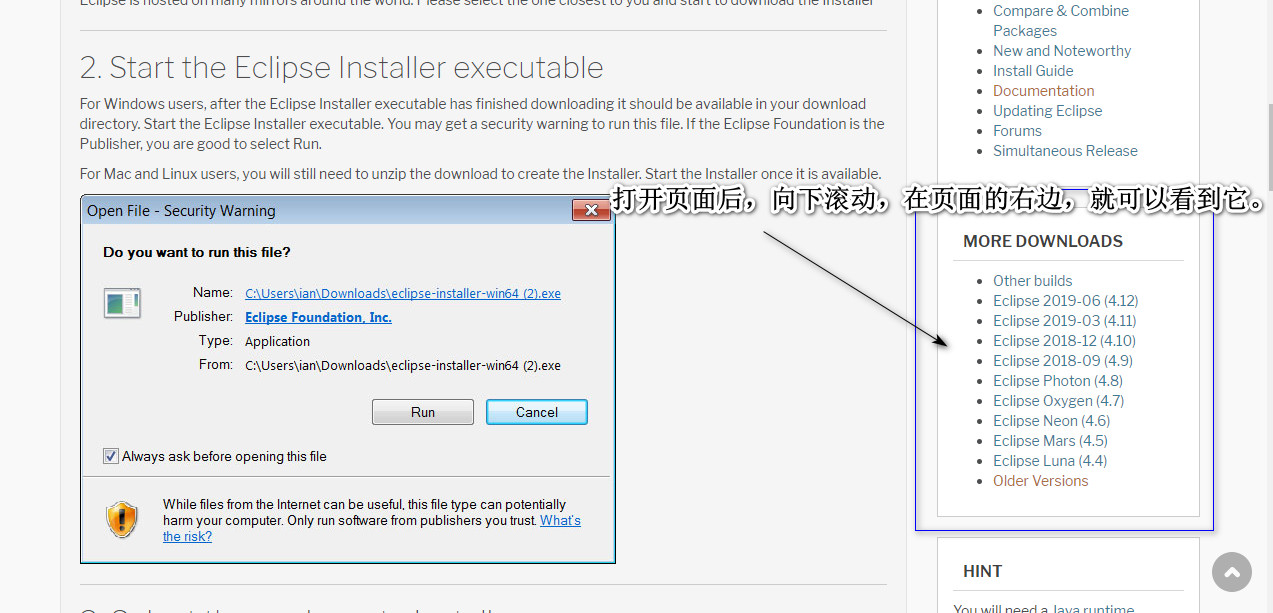 Eclipse is hosted on many mirrors around the world. Please select the one closest to you and start to download the Installer
2. Start the Eclipse Installer executable
For Windows users, after the Eclipse Installer executable has finished downloading it should be available in your download
directory. Start the Eclipse Installer executable. You may get a security warning to run this file. If the Eclipse Foundation is the
Publisher, you are good to select Run.
For Mac and Linux users, you will still need to unzip the download to create the Installer. Start the Installer once it is available.
Open File - Security Warning
Do you want to run this file?
Name: C:\Users\ian\Downloads\eclipse-installer-win64 (2).exe
Publisher: Eclipse Foundation, Inc.
Type: Application
From: C:\Users\ian\Downloads\eclipse-installer-win64 (2).exe
Run Cancel
Always ask before opening this file
While files from the Internet can be useful, this file type can potentially
harm your computer. Only run software from publishers you trust. What's
the risk?
Compare & Combine
Packages
New and Noteworthy
Install Guide
Documentation
Updating Eclipse
Forums
Simultaneous Release
打开页面后，向下滚动，在页面的右边，就可以看到它。
MORE DOWNLOADS
Other builds
Eclipse 2019-06 (4.12)
Eclipse 2019-03 (4.11)
Eclipse 2018-12 (4.10)
Eclipse 2018-09 (4.9)
Eclipse Photon (4.8)
Eclipse Oxygen (4.7)
Eclipse Neon (4.6)
Eclipse Mars (4.5)
Eclipse Luna (4.4)
Older Versions
HINT
You will need a Java runtime